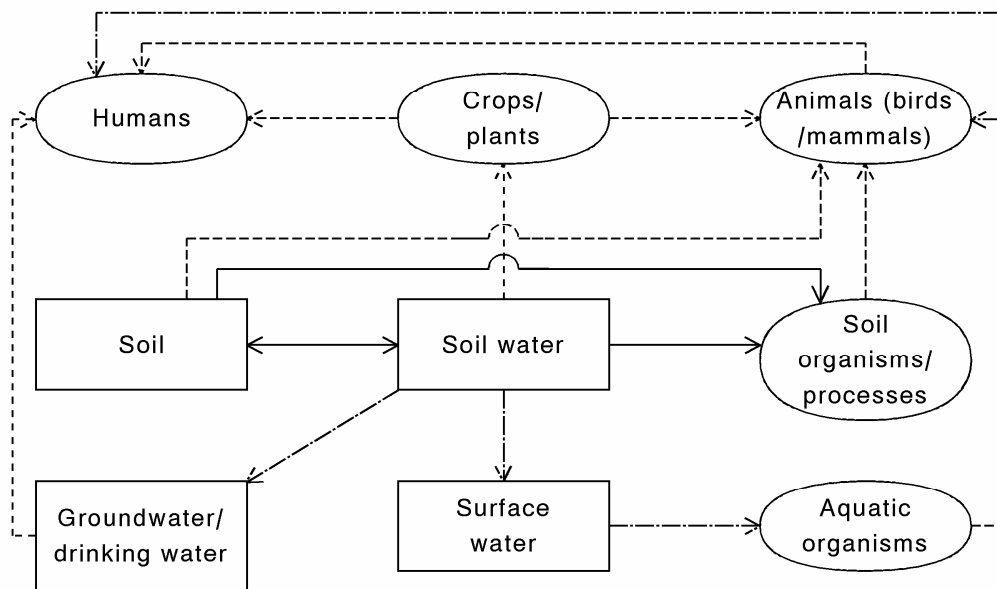 Humans
Crops/
plants
Animals (birds
/mammals)
Soil
Soil water
Soil
organisms/
processes
Groundwater/
drinking water
Surface
water
Aquatic
organisms